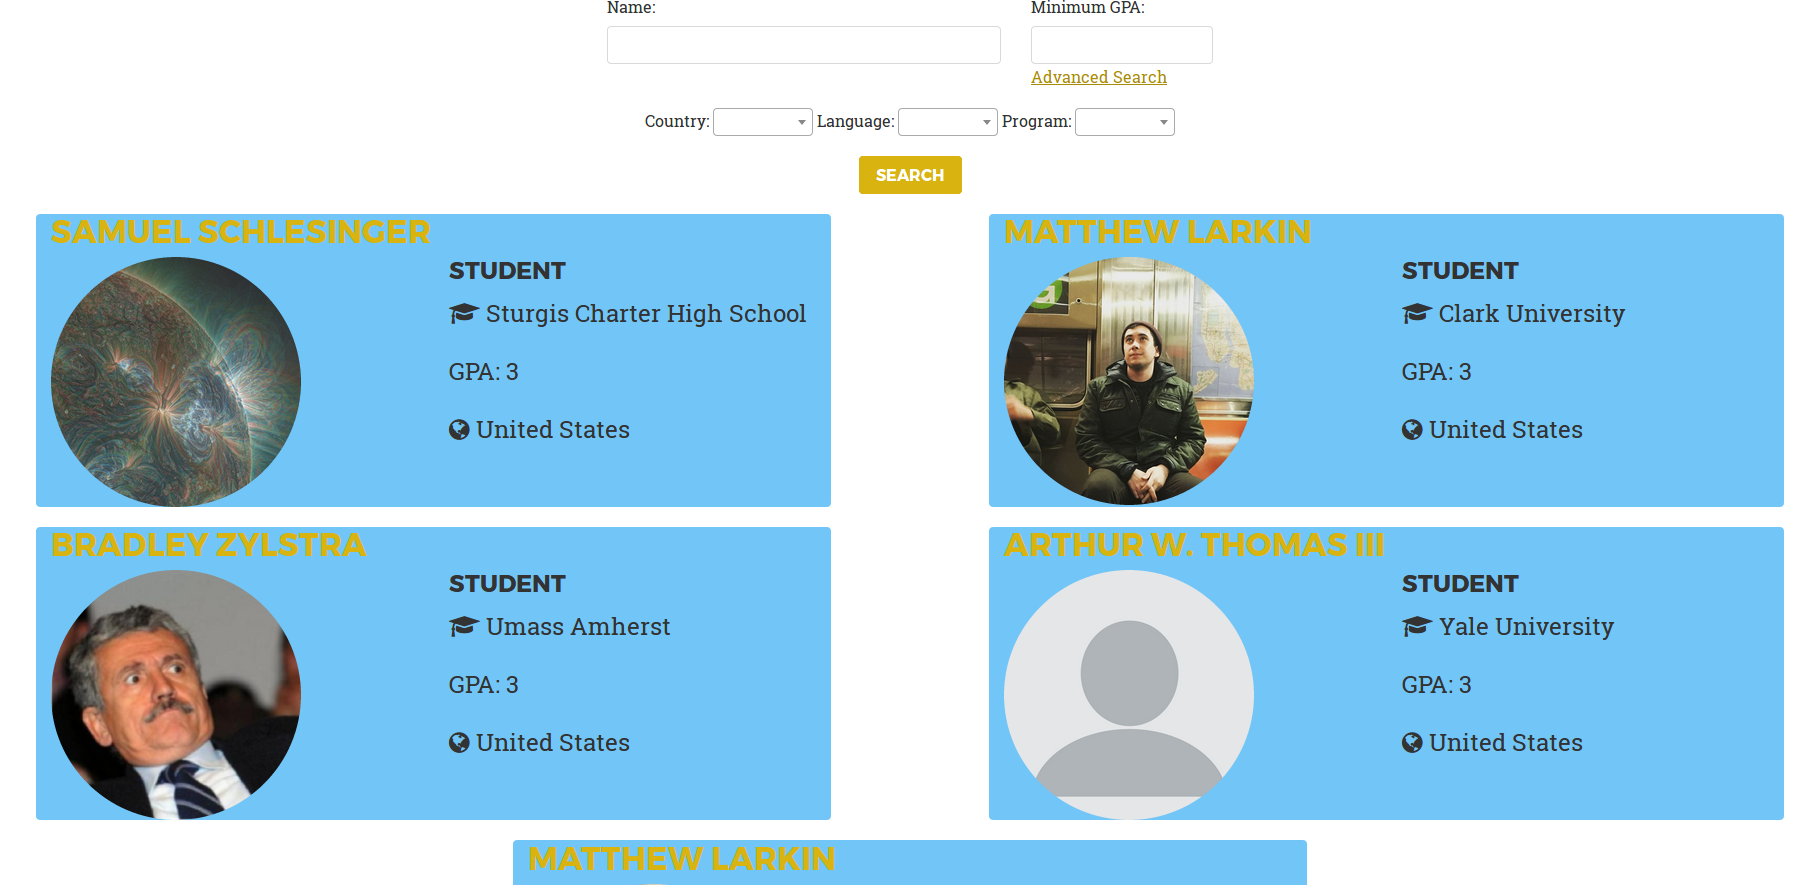 Name: Minimum GPA:
Advanced Search
Country: Language: Program:
SEARCH
SAMUEL SCHLESINGER
STUDENT
Sturgis Charter High School
GPA: 3
United States
MATTHEW LARKIN
STUDENT
Clark University
GPA: 3
United States
BRADLEY ZYLSTRA
STUDENT
Umass Amherst
GPA: 3
United States
ARTHUR W. THOMAS III
STUDENT
Yale University
GPA: 3
United States
MATTHEW LARKIN